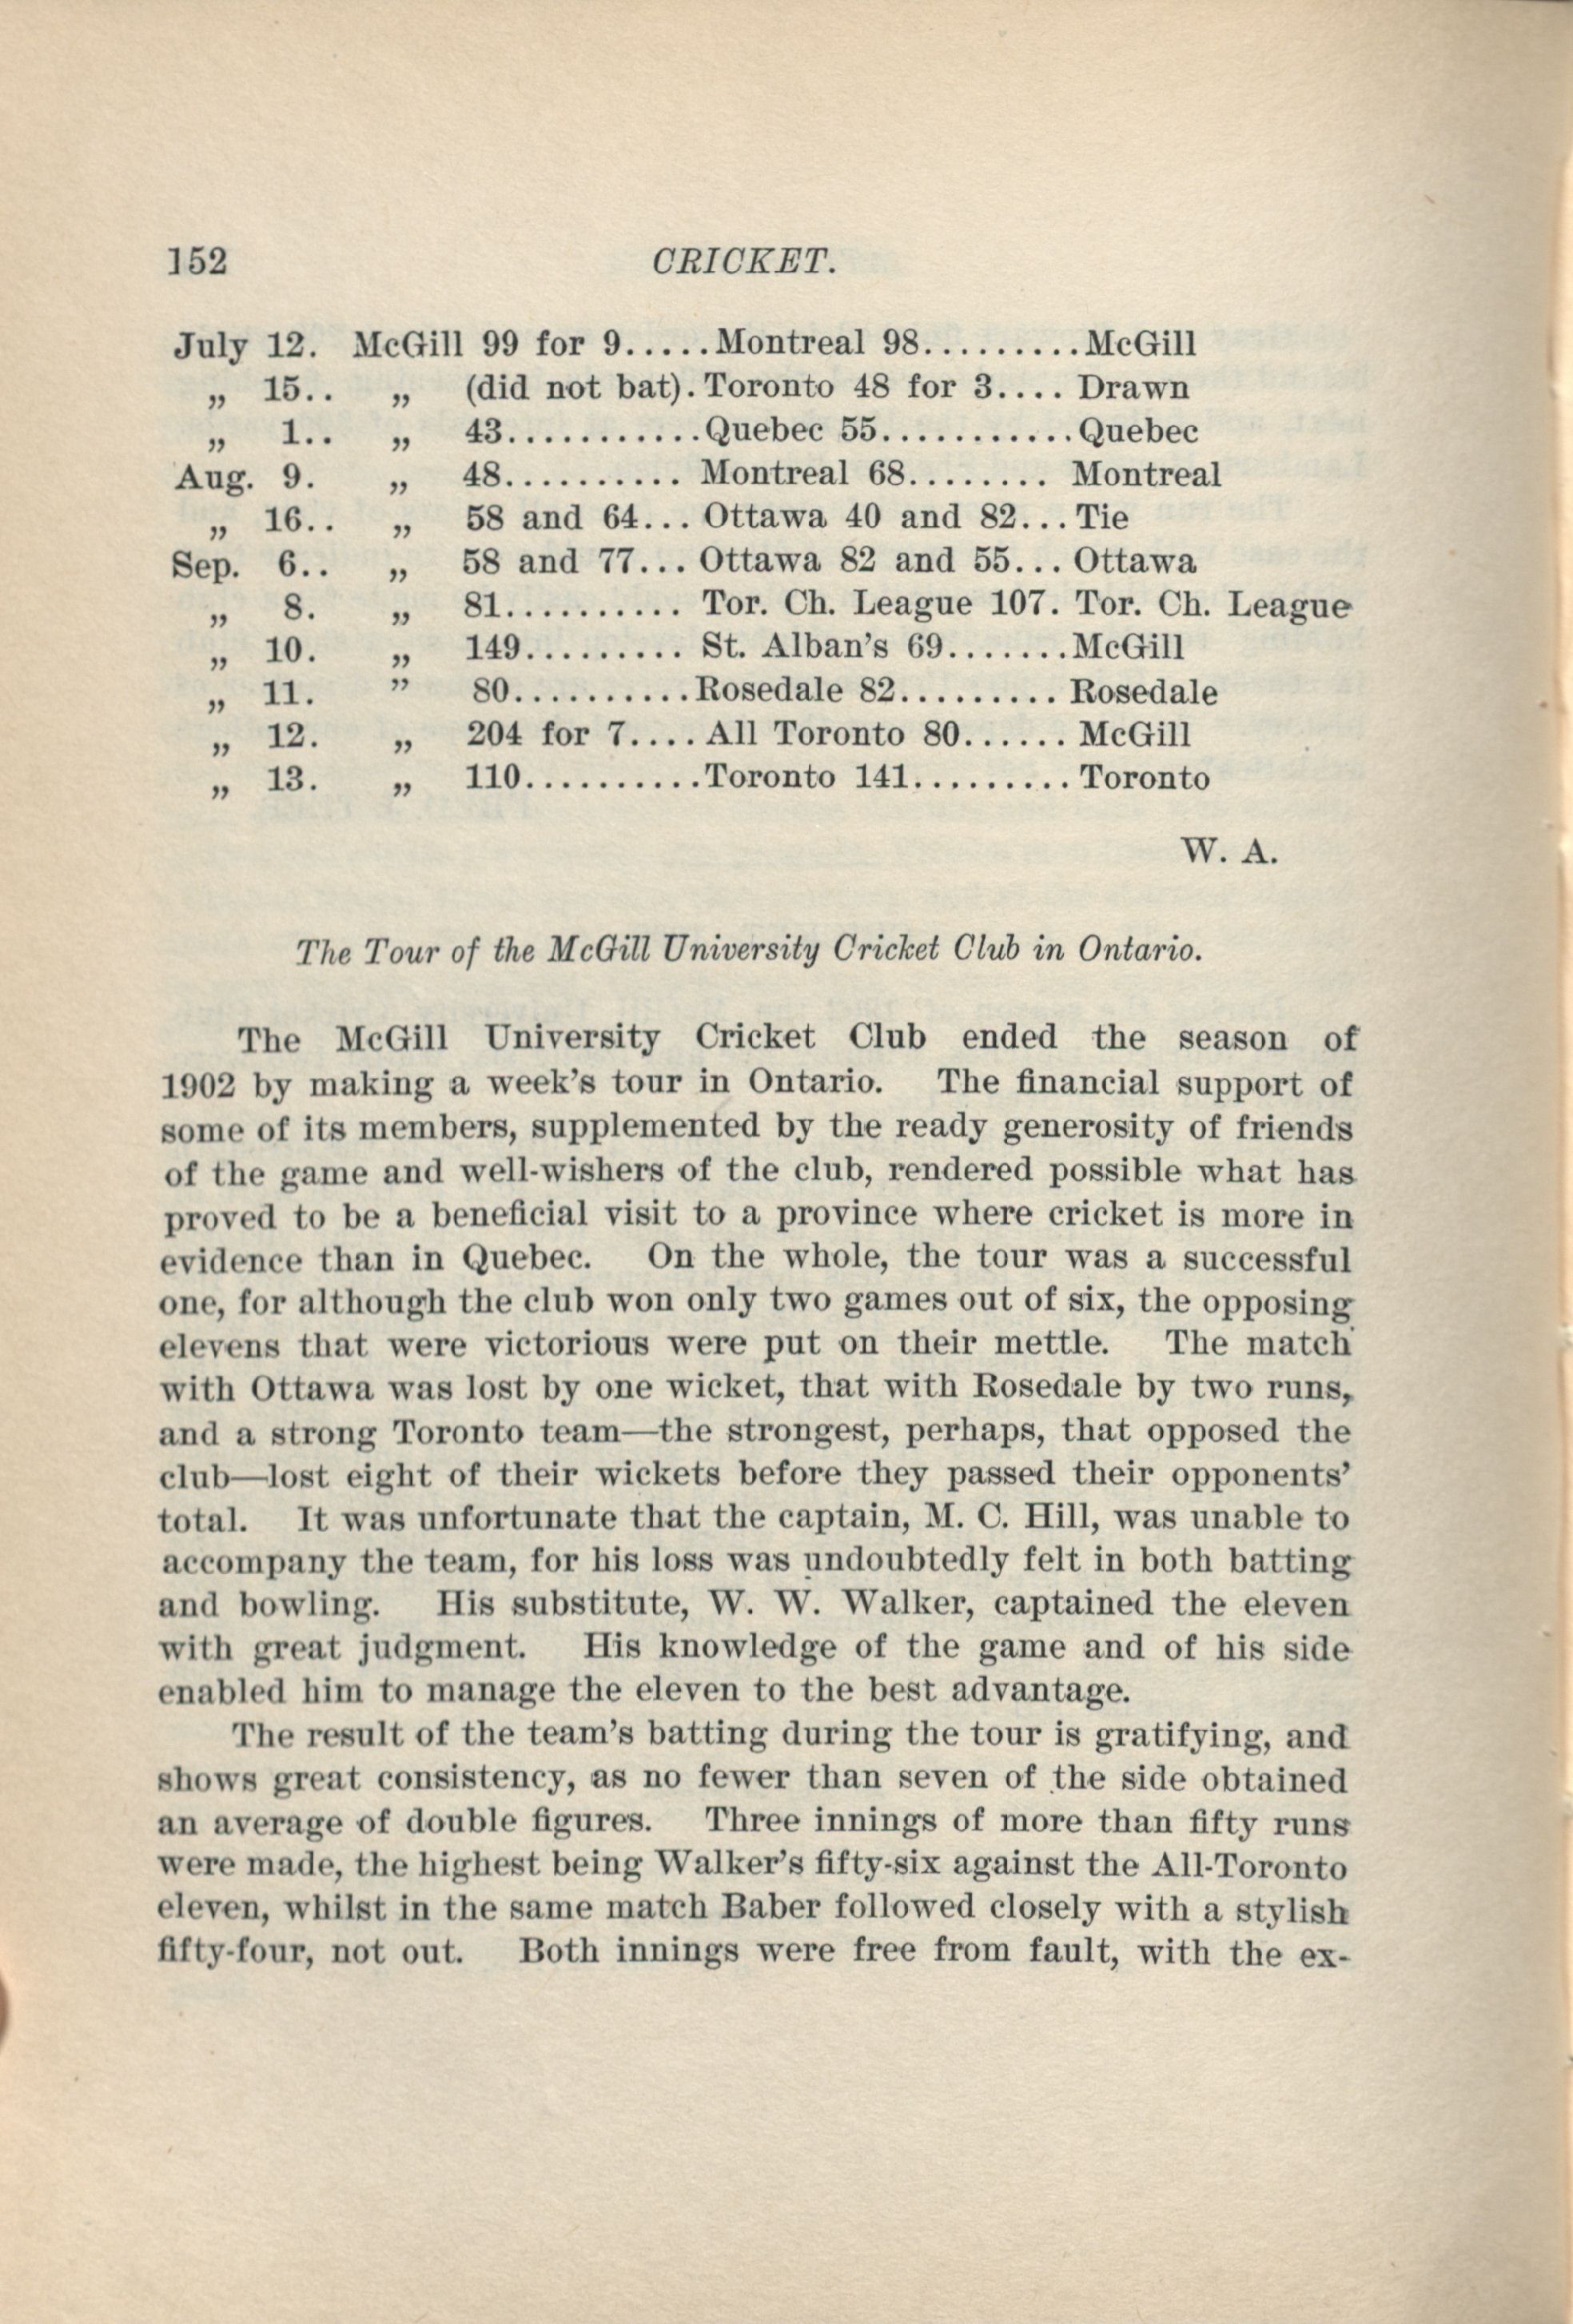 152 CRICKET.
July 12. McGill 99 for 9.....Montreal 98..........McGill
„ 15.. „ (did not bat). Toronto 48 for 3.... Drawn
„ 1.. „ 43............Quebec 55............Quebec
Aug. 9. „ 48........... Montreal 68......... Montreal
„ 16.. „ 58 and 64... Ottawa 40 and 82... Tie
Sep. 6.. „ 58 and 77... Ottawa 82 and 55... Ottawa
„ 8. „ 81........... Tor. Ch. League 107. Tor. Ch. League
„ 10. „ 149.......... St. Alban's 69.......McGill
„ 11. " 80...........Rosedale 82.......... Rosedale
„ 12. „ 204 for 7.... All Toronto 80...... McGill
„ 13. „ 110...........Toronto 141.......... Toronto
W. A.
The Tour of the McGill University Cricket Club in Ontario.
The McGill University Cricket Club ended the season of
1902 by making a week's tour in Ontario. The financial support of
some of its members, supplemented by the ready generosity of friends
of the game and well-wishers of the club, rendered possible what has
proved to be a beneficial visit to a province where cricket is more in
evidence than in Quebec. On the whole, the tour was a successful
one, for although the club won only two games out of six, the opposing
elevens that were victorious were put on their mettle. The match
with Ottawa was lost by one wicket, that with Rosedale by two runs,
and a strong Toronto team—the strongest, perhaps, that opposed the
club—lost eight of their wickets before they passed their opponents'
total. It was unfortunate that the captain, M. C. Hill, was unable to
accompany the team, for his loss was undoubtedly felt in both batting
and bowling. His substitute, W. W. Walker, captained the eleven
with great judgment. His knowledge of the game and of his side
enabled him to manage the eleven to the best advantage.
The result of the team's batting during the tour is gratifying, and
shows great consistency, as no fewer than seven of the side obtained
an average of double figures. Three innings of more than fifty runs
were made, the highest being Walker's fifty-six against the All-Toronto
eleven, whilst in the same match Baber followed closely with a stylish
fifty-four, not out. Both innings were free from fault, with the ex-